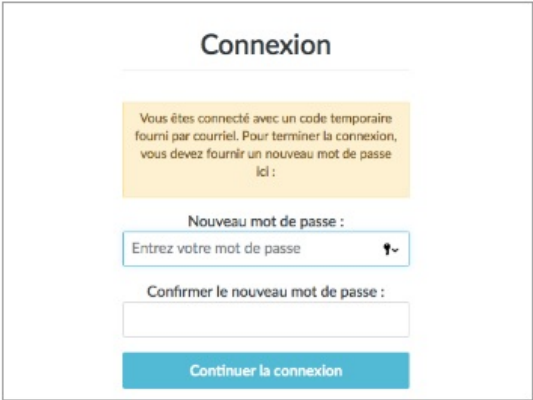 Connexion
Vous êtes connecté avec un code temporaire
fourni par courriel. Pour terminer la connexion,
vous devez fournir un nouveau mot de passe
ici :
Nouveau mot de passe :
Entrez votre mot de passe
Confirmer le nouveau mot de passe :
Continuer la connexion